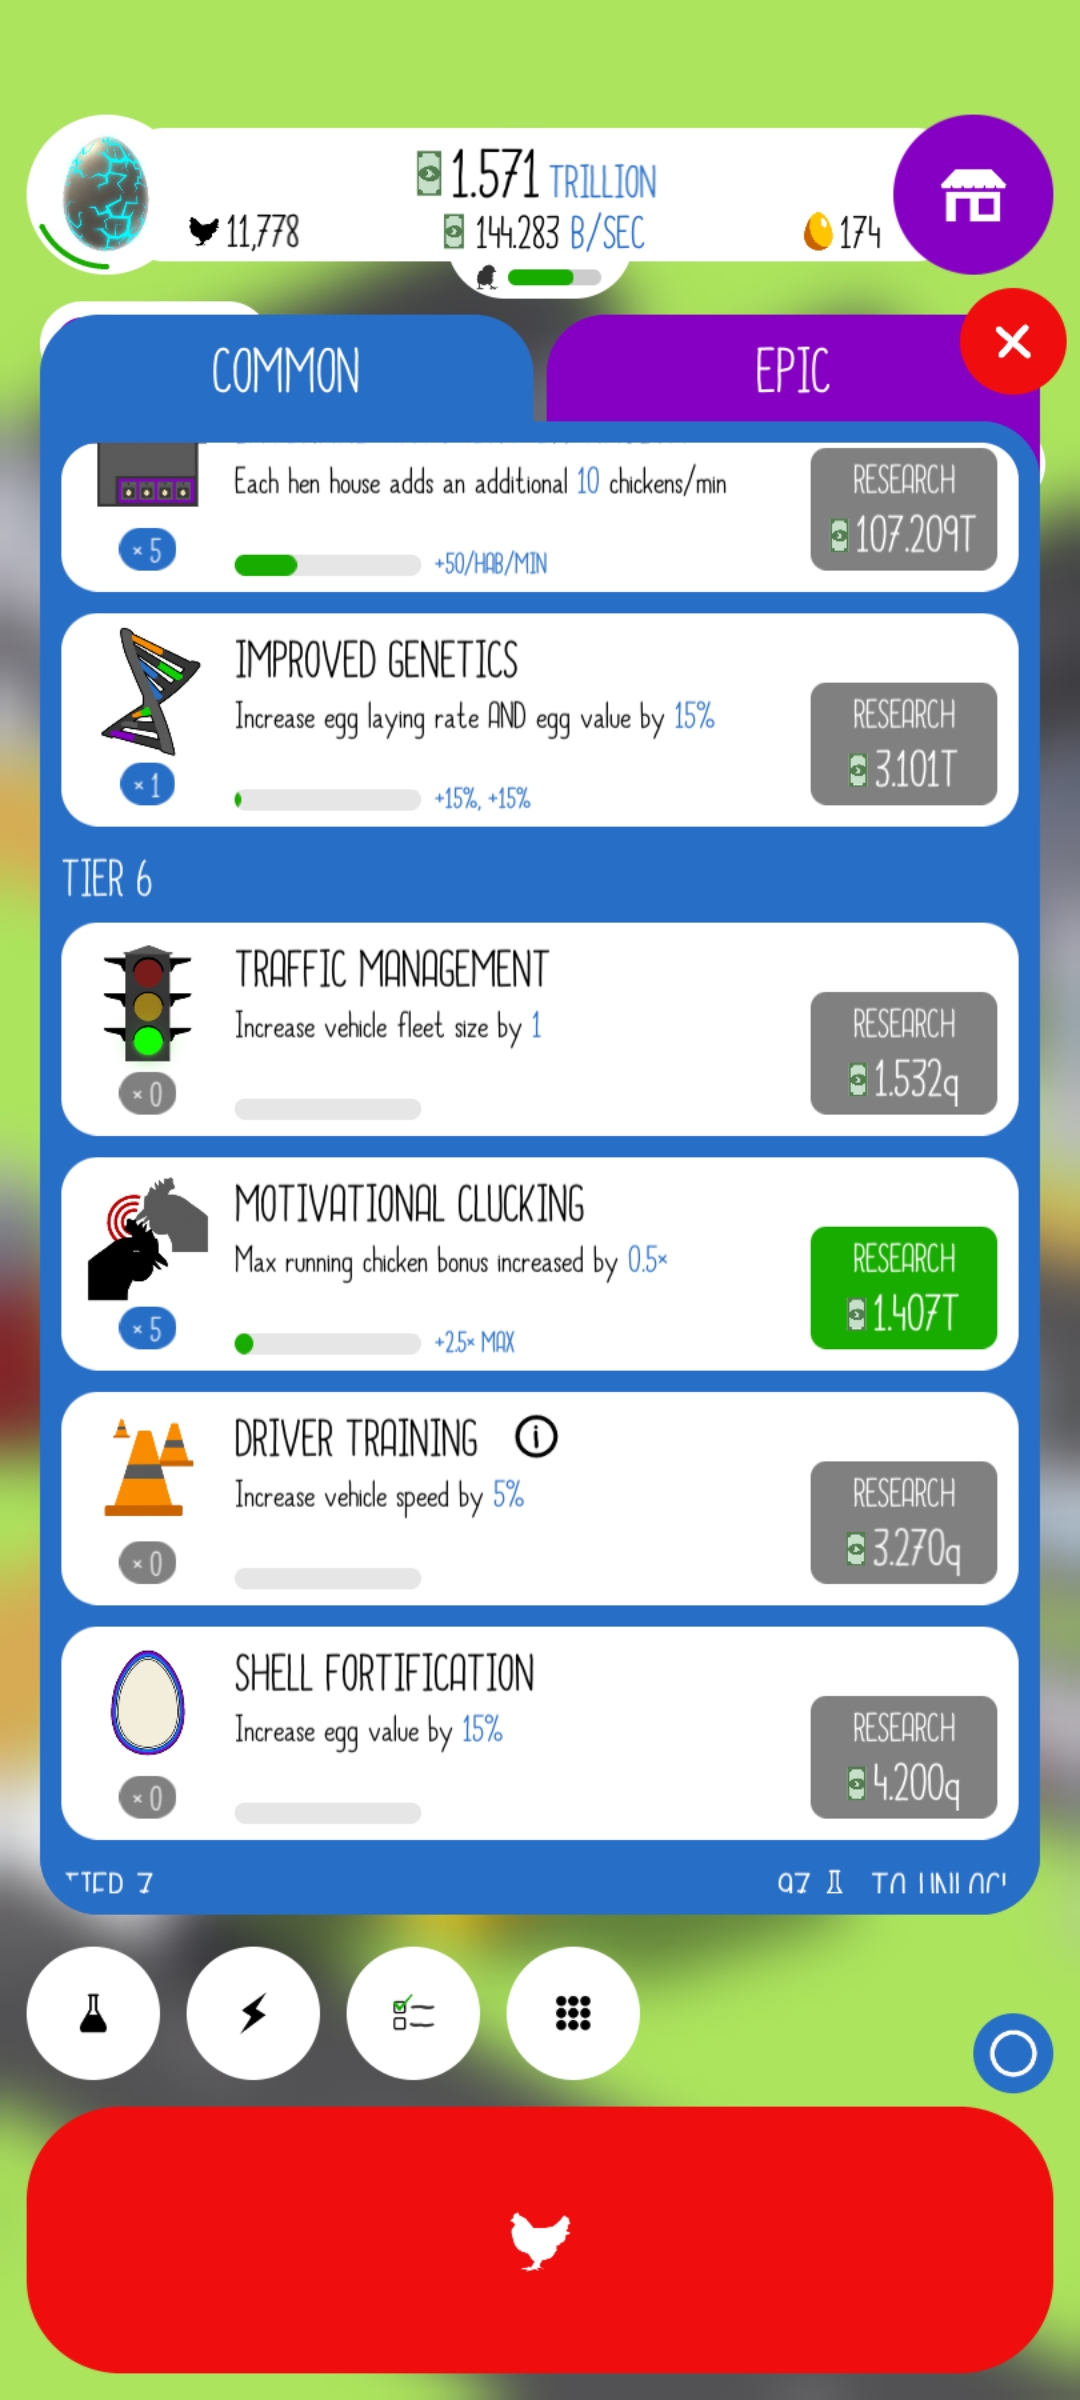 1.571 TRILLION
11,778
144.283 B/SEC
174
COMMON
EPIC
Each hen house adds an additional 10 chickens/min
RESEARCH
107.209T
× 5
+50/HAB/MIN
IMPROVED GENETICS
Increase egg laying rate AND egg value by 15%
RESEARCH
3.101T
× 1
+15%, +15%
TIER 6
TRAFFIC MANAGEMENT
Increase vehicle fleet size by 1
RESEARCH
1.532q
× 0
MOTIVATIONAL CLUCKING
Max running chicken bonus increased by 0.5×
RESEARCH
1.407T
× 5
+2.5× MAX
DRIVER TRAINING
Increase vehicle speed by 5%
RESEARCH
3.270q
× 0
SHELL FORTIFICATION
Increase egg value by 15%
RESEARCH
4.200q
× 0
TIER 7
TO UNLOCK